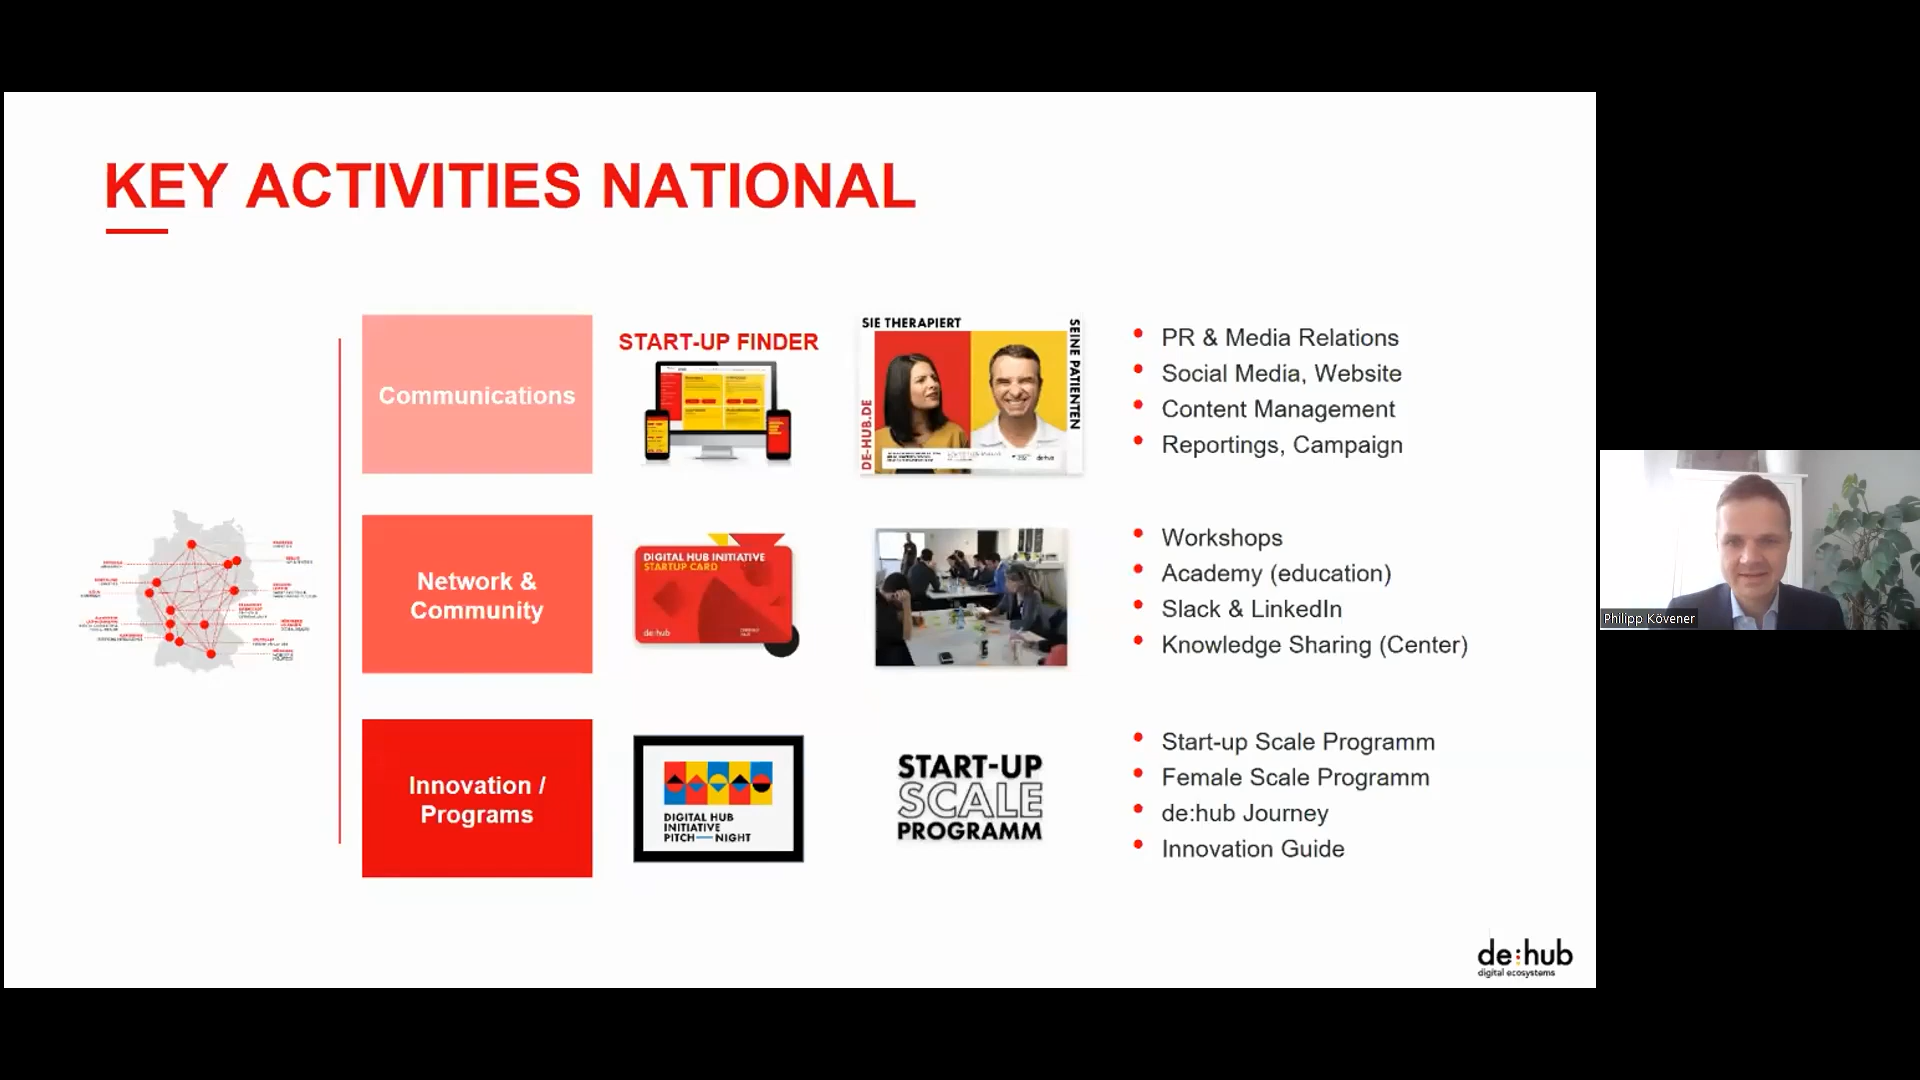 KEY ACTIVITIES NATIONAL
Communications
START-UP FINDER
SIE THERAPIERT
SEINE PATIENTEN
DE-HUB.DE
de:hub
PR & Media Relations
Social Media, Website
Content Management
Reportings, Campaign
Network &
Community
DIGITAL HUB INITIATIVE
STARTUP CARD
de:hub
Workshops
Academy (education)
Slack & LinkedIn
Knowledge Sharing (Center)
Innovation /
Programs
DIGITAL HUB
INITIATIVE
PITCH—NIGHT
START-UP
SCALE
PROGRAMM
Start-up Scale Programm
Female Scale Programm
de:hub Journey
Innovation Guide
de:hub
digital ecosystems
Philipp Kövener